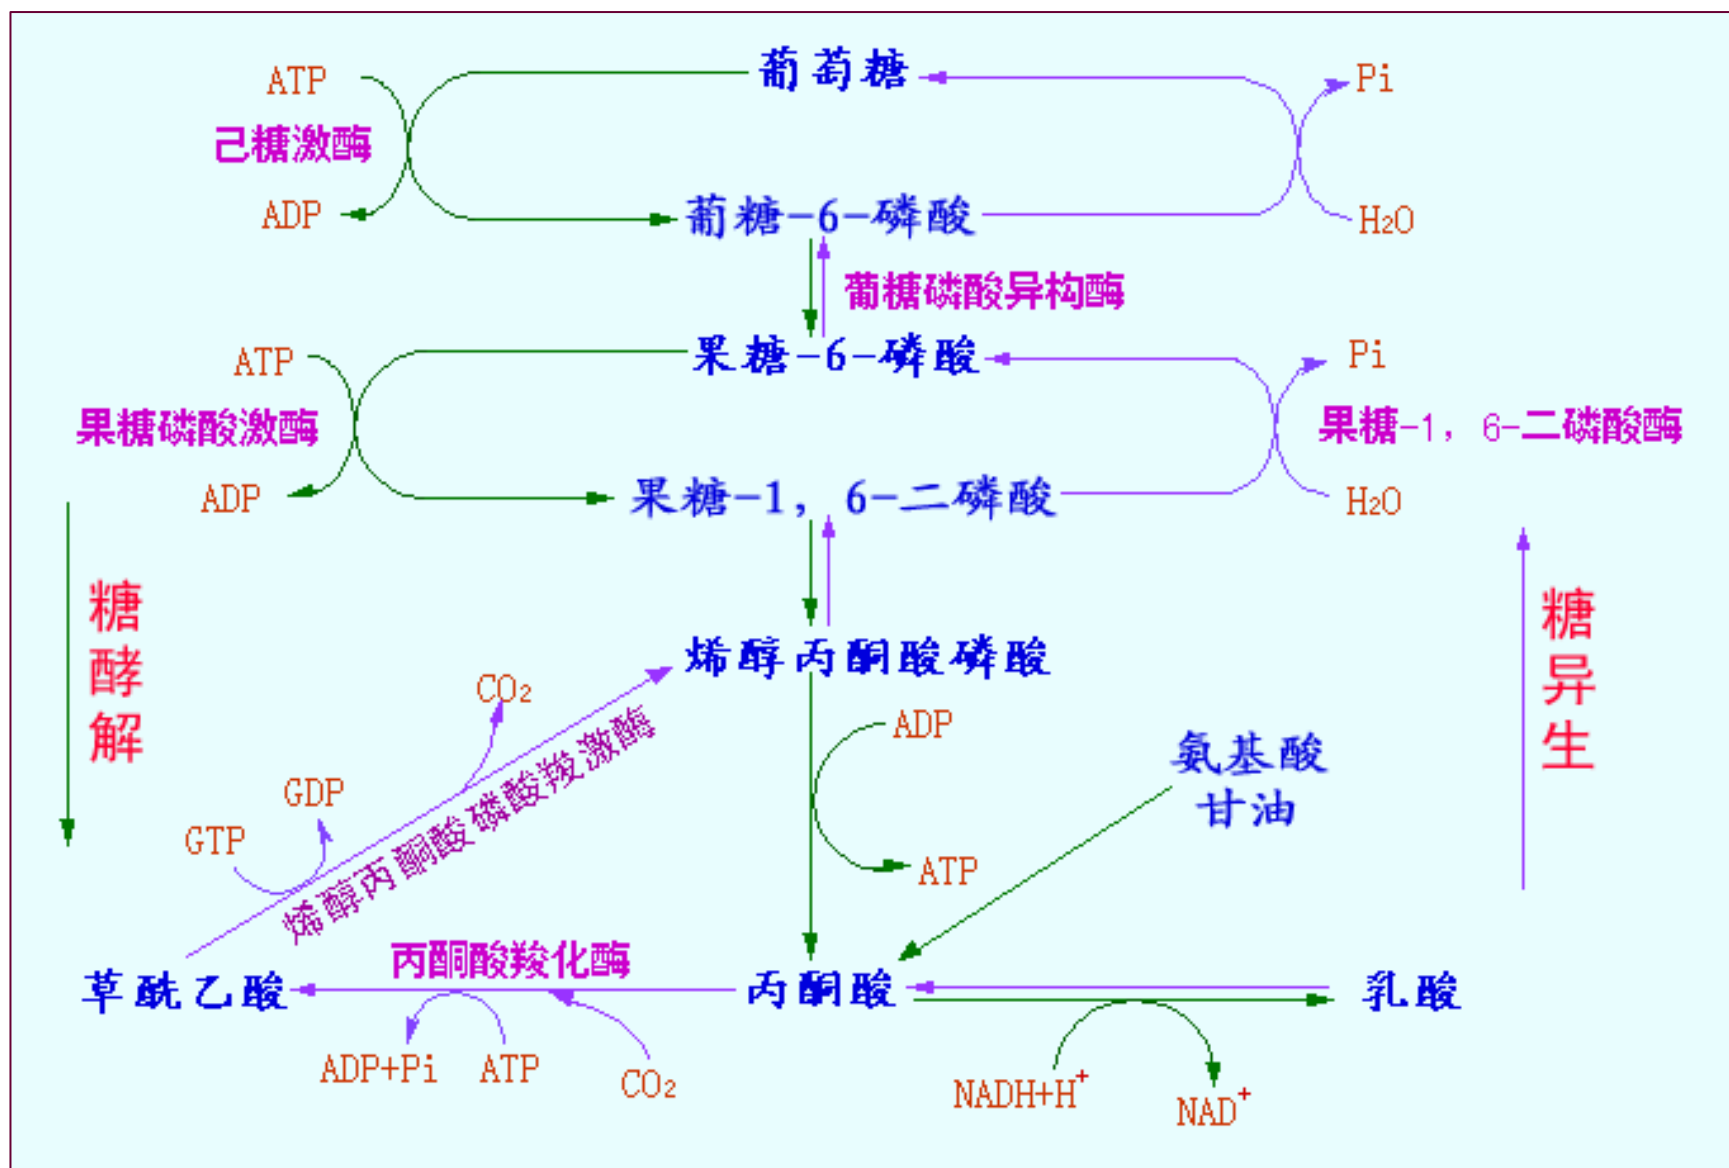 葡萄糖
ATP
Pi
己糖激酶
ADP
葡糖-6-磷酸
H2O
葡糖磷酸异构酶
ATP
果糖-6-磷酸
Pi
果糖磷酸激酶
果糖-1，6-二磷酸酶
ADP
果糖-1，6-二磷酸
H2O
糖酵解
糖异生
烯醇丙酮酸磷酸
CO2
ADP
烯醇丙酮酸磷酸羧激酶
氨基酸
甘油
GDP
GTP
ATP
丙酮酸羧化酶
草酰乙酸
丙酮酸
乳酸
ADP+Pi
ATP
CO2
NADH+H+
NAD+